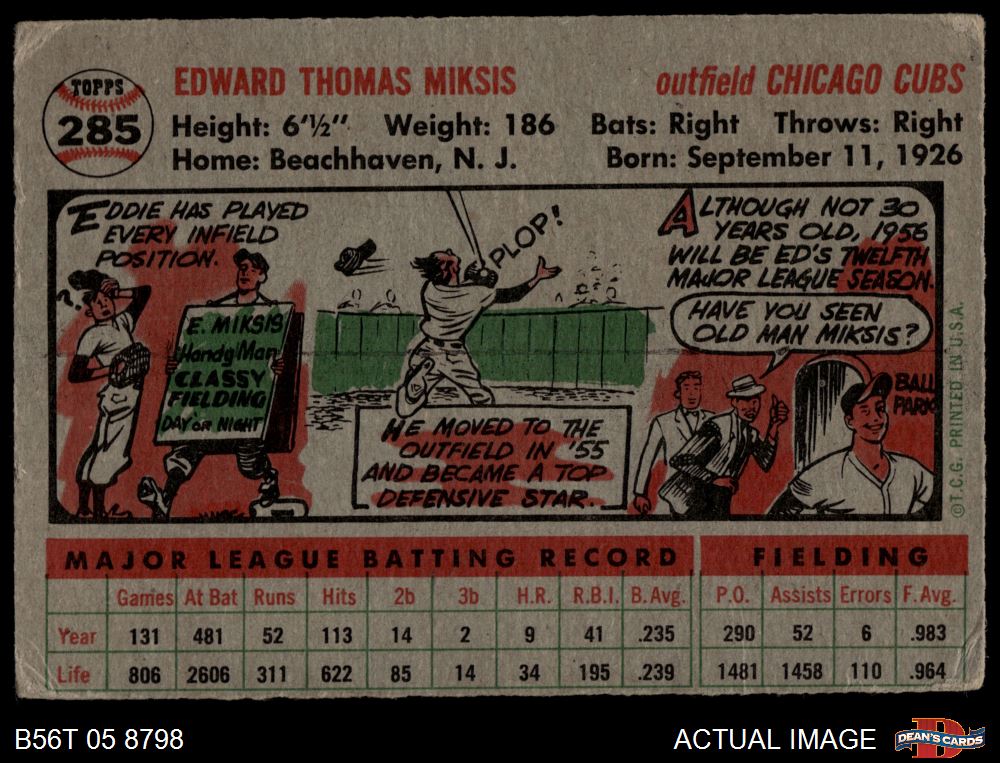 TOPPS
285
EDWARD THOMAS MIKSIS
outfield CHICAGO CUBS
Height: 6'½" Weight: 186 Bats: Right Throws: Right
Home: Beachhaven, N. J. Born: September 11, 1926
EDDIE HAS PLAYED
EVERY INFIELD
POSITION.
?
E. MIKSIS
Handy Man
CLASSY
FIELDING
DAY OR NIGHT
PLOP!
HE MOVED TO THE
OUTFIELD IN '55
AND BECAME A TOP
DEFENSIVE STAR.
ALTHOUGH NOT 30
YEARS OLD, 1956
WILL BE ED'S TWELFTH
MAJOR LEAGUE SEASON.
HAVE YOU SEEN
OLD MAN MIKSIS?
BALL
PARK
©T.C.G. PRINTED IN U.S.A.
MAJOR LEAGUE BATTING RECORD FIELDING
Games At Bat Runs Hits 2b 3b H.R. R.B.I. B. Avg. P.O. Assists Errors F. Avg.
Year 131 481 52 113 14 2 9 41 .235 290 52 6 .983
Life 806 2606 311 622 85 14 34 195 .239 1481 1458 110 .964
B56T 05 8798
ACTUAL IMAGE
DEAN'S CARDS